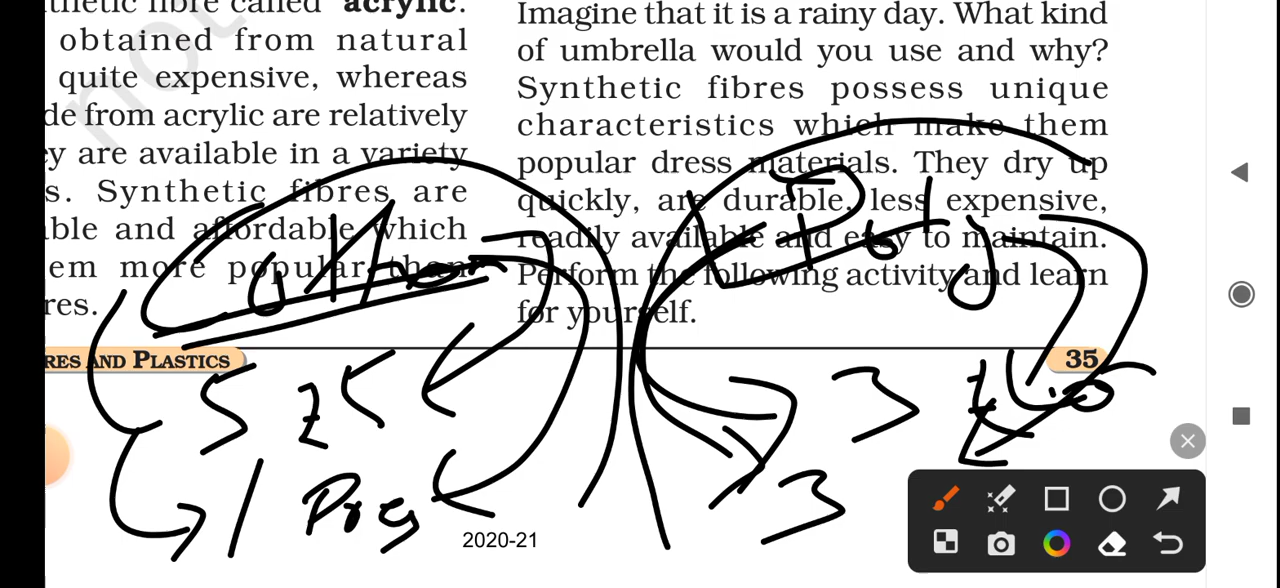 thetic fibre called acrylic.
obtained from natural
quite expensive, whereas
de from acrylic are relatively
y are available in a variety
s. Synthetic fibres are
ble and affordable which
em more popular than
res.
Imagine that it is a rainy day. What kind
of umbrella would you use and why?
Synthetic fibres possess unique
characteristics which make them
popular dress materials. They dry up
quickly, are durable, less expensive,
readily available and easy to maintain.
Perform the following activity and learn
for yourself.
RES AND PLASTICS
35
2020-21